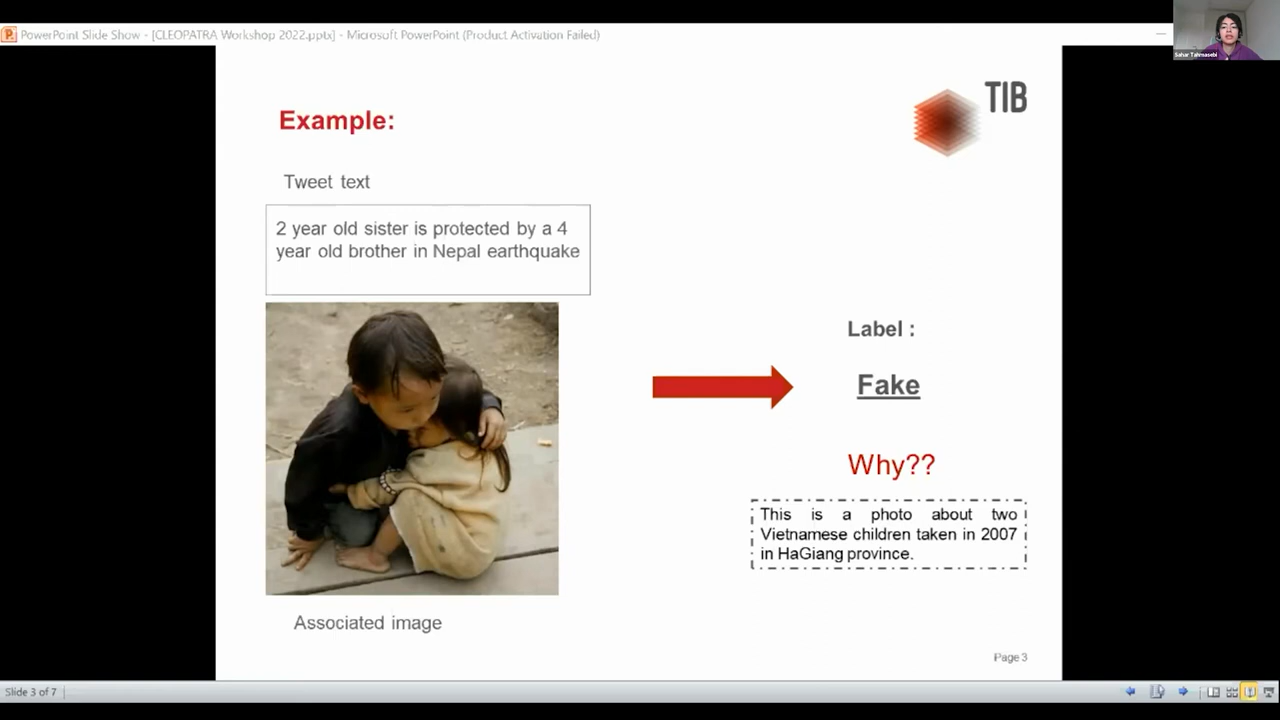 PowerPoint Slide Show - [CLEOPATRA Workshop 2022.pptx] - Microsoft PowerPoint (Product Activation Failed)
Sahar Tahmasebi
TIB
Example:
Tweet text
2 year old sister is protected by a 4
year old brother in Nepal earthquake
Label :
Fake
Why??
This is a photo about two
Vietnamese children taken in 2007
in HaGiang province.
Associated image
Page 3
Slide 3 of 7